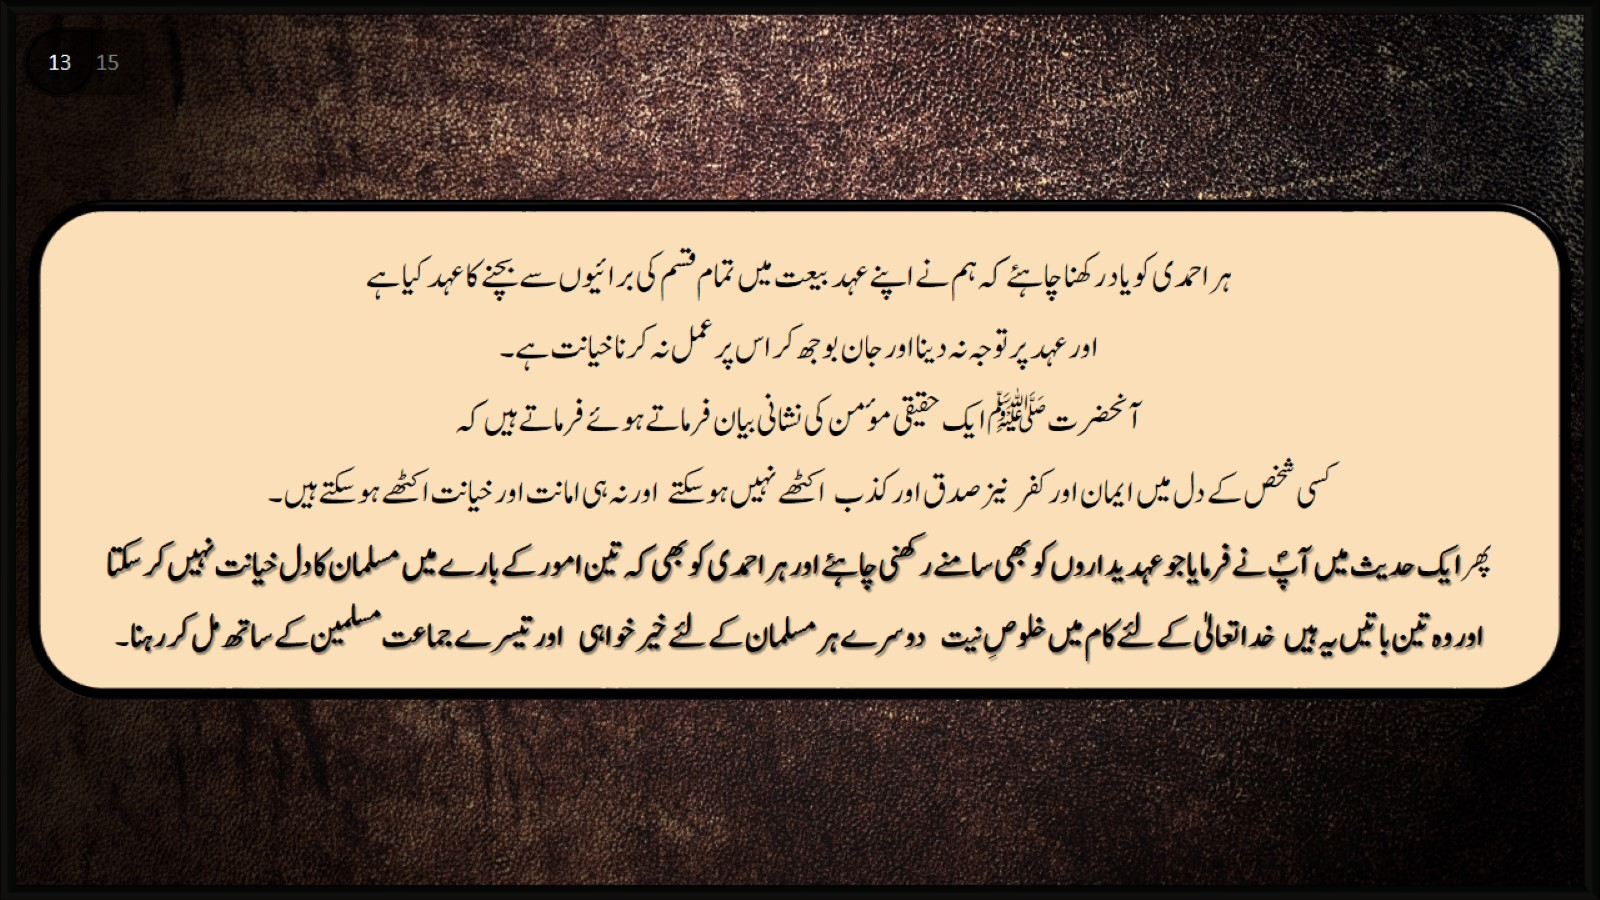 13 15
ہر احمدی کو یاد رکھنا چاہئے کہ ہم نے اپنے عہد بیعت میں تمام قسم کی برائیوں سے بچنے کا عہد کیا ہے
اور عہد پر توجہ نہ دینا اور جان بوجھ کر اس پر عمل نہ کرنا خیانت ہے۔
آنحضرت ﷺ ایک حقیقی موٴمن کی نشانی بیان فرماتے ہوئے فرماتے ہیں کہ
کسی شخص کے دل میں ایمان اور کفر نیز صدق اور کذب اکٹھے نہیں ہوسکتے اور نہ ہی امانت اور خیانت اکٹھے ہوسکتے ہیں۔
پھر ایک حدیث میں آپؐ نے فرمایا جو عہدیداروں کو بھی سامنے رکھنی چاہئے اور ہر احمدی کو بھی کہ تین امور کے بارے میں مسلمان کا دل خیانت نہیں کر سکتا
اور وہ تین باتیں یہ ہیں خدا تعالیٰ کے لئے کام میں خلوصِ نیت دوسرے ہر مسلمان کے لئے خیر خواہی اور تیسرے جماعت مسلمین کے ساتھ مل کر رہنا۔